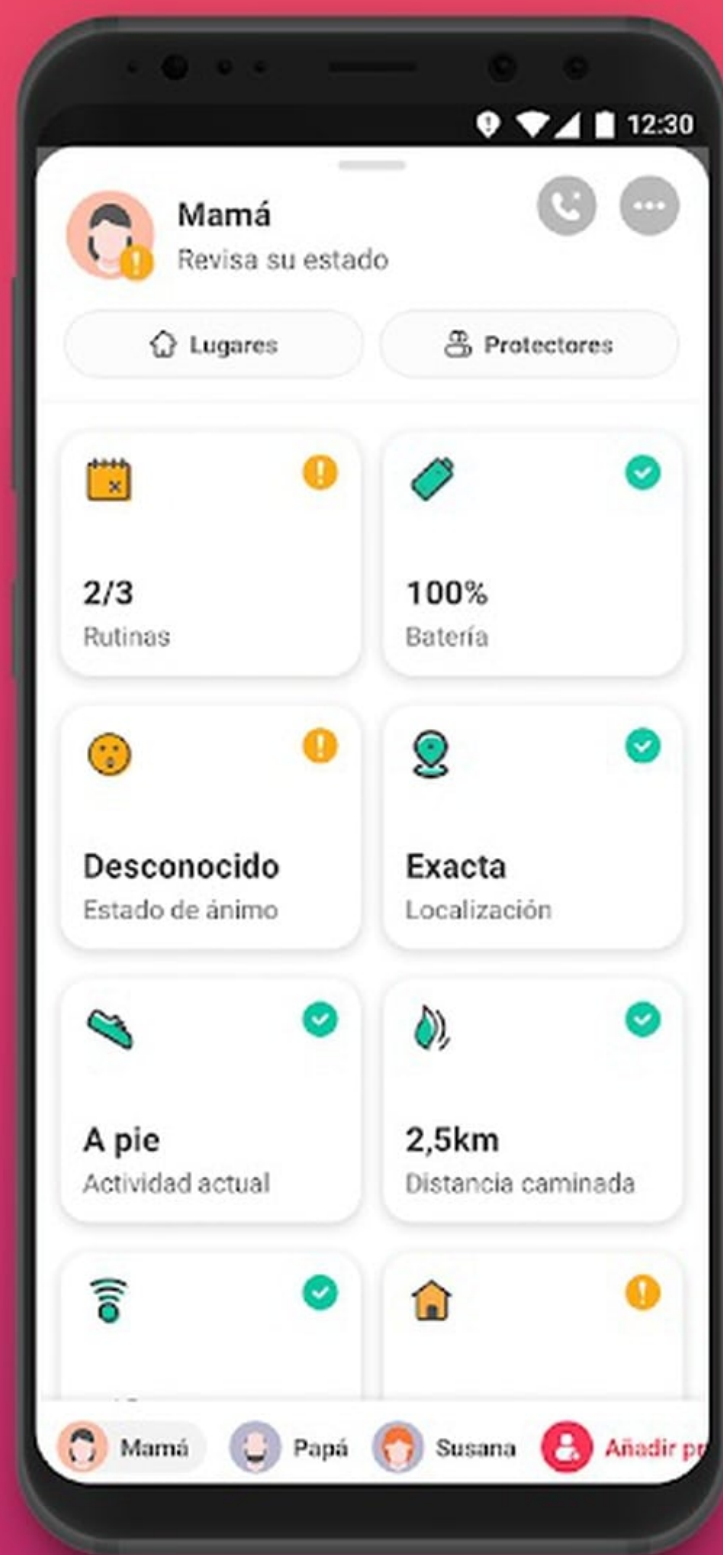 12:30
Mamá
Revisa su estado
Lugares
Protectores
2/3
Rutinas
100%
Batería
Desconocido
Estado de ánimo
Exacta
Localización
A pie
Actividad actual
2,5km
Distancia caminada
Mamá
Papá
Susana
Añadir